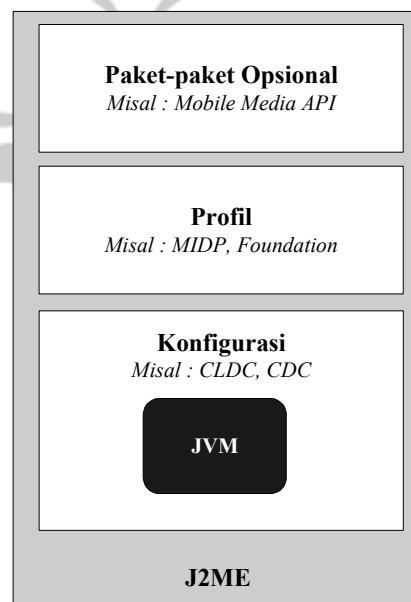 Paket-paket Opsional
Misal : Mobile Media API
Profil
Misal : MIDP, Foundation
Konfigurasi
Misal : CLDC, CDC
JVM
J2ME